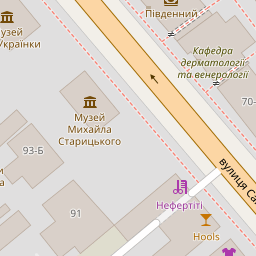 Південний
узей
Українки
Кафедра
дерматології
та венерології
Музей
Михайла
Старицького
70-
93-Б
вулиця Са
Нефертіті
91
Hools